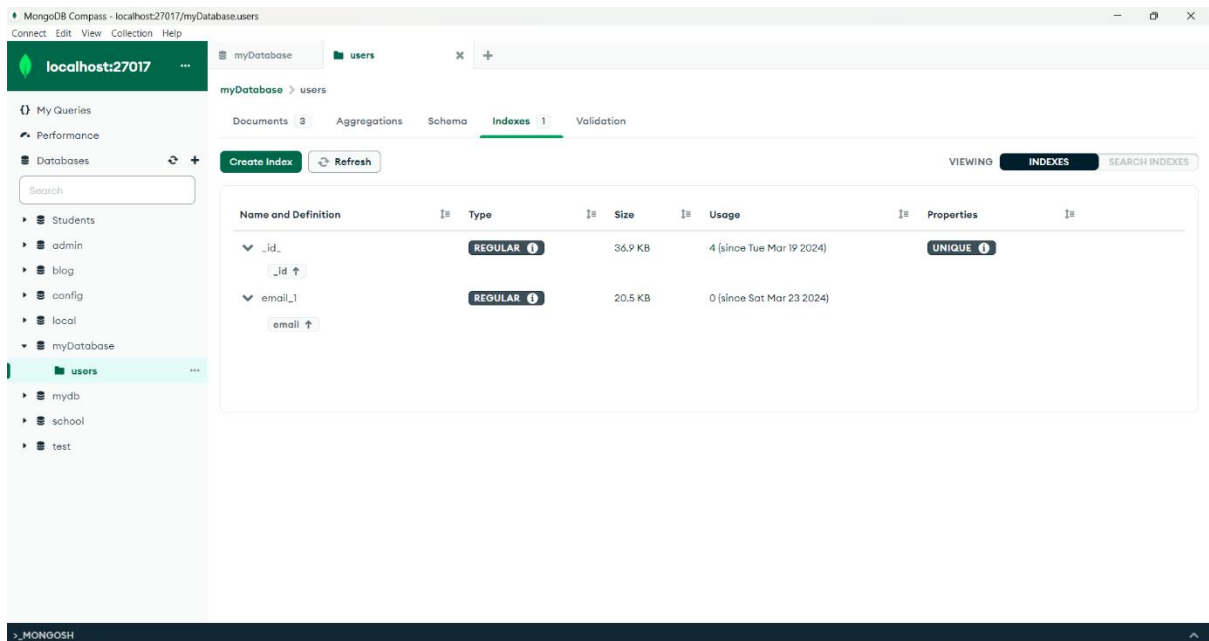 MongoDB Compass - localhost:27017/myDatabase.users
Connect Edit View Collection Help
localhost:27017 ...
myDatabase users
myDatabase > users
{} My Queries
Performance
Databases
Search
Students
admin
blog
config
local
myDatabase
users ...
mydb
school
test
Documents 3 Aggregations Schema Indexes 1 Validation
Create Index Refresh VIEWING INDEXES SEARCH INDEXES
Name and Definition Type Size Usage Properties
_id_ REGULAR 36.9 KB 4 (since Tue Mar 19 2024) UNIQUE
_id ↑
email_1 REGULAR 20.5 KB 0 (since Sat Mar 23 2024)
email ↑
>_MONGOSH